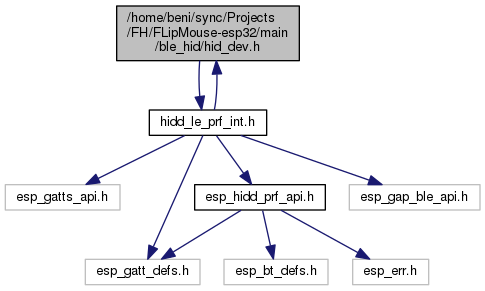 /home/beni/sync/Projects
/FH/FLipMouse-esp32/main
/ble_hid/hid_dev.h
hidd_le_prf_int.h
esp_gatts_api.h
esp_hidd_prf_api.h
esp_gap_ble_api.h
esp_gatt_defs.h
esp_bt_defs.h
esp_err.h